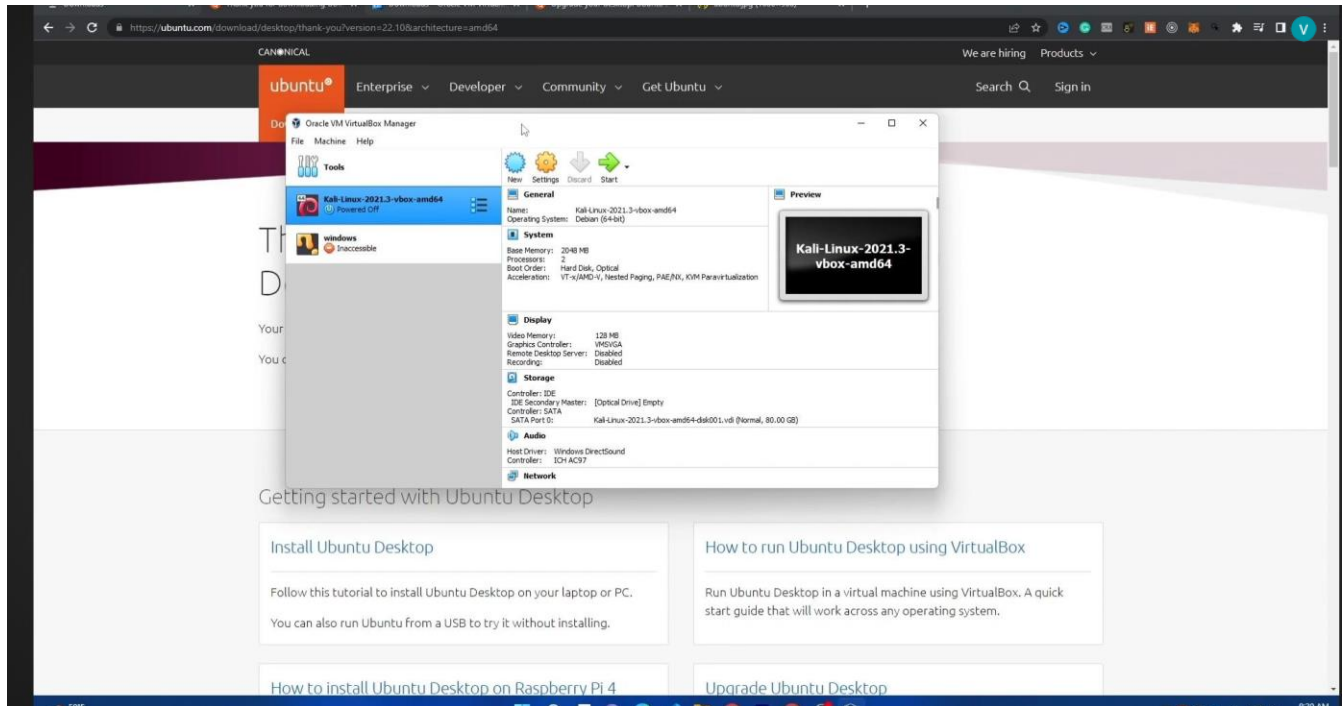 https://ubuntu.com/download/desktop/thank-you?version=22.10&architecture=amd64
CANONICAL
We are hiring Products
ubuntu® Enterprise Developer Community Get Ubuntu Search Sign in
Oracle VM VirtualBox Manager
File Machine Help
Tools
New Settings Discard Start
Kali-Linux-2021.3-vbox-amd64
Powered Off
windows
Inaccessible
General
Name: Kali-Linux-2021.3-vbox-amd64
Operating System: Debian (64-bit)
System
Base Memory: 2048 MB
Processors: 2
Boot Order: Hard Disk, Optical
Acceleration: VT-x/AMD-V, Nested Paging, PAE/NX, KVM Paravirtualization
Preview
Kali-Linux-2021.3-
vbox-amd64
Display
Video Memory: 128 MB
Graphics Controller: VMSVGA
Remote Desktop Server: Disabled
Recording: Disabled
Storage
Controller: IDE
IDE Secondary Master: [Optical Drive] Empty
Controller: SATA
SATA Port 0: Kali-Linux-2021.3-vbox-amd64-disk001.vdi (Normal, 80.00 GB)
Audio
Host Driver: Windows DirectSound
Controller: ICH AC97
Network
Your
Getting started with Ubuntu Desktop
Install Ubuntu Desktop
Follow this tutorial to install Ubuntu Desktop on your laptop or PC.
You can also run Ubuntu from a USB to try it without installing.
How to run Ubuntu Desktop using VirtualBox
Run Ubuntu Desktop in a virtual machine using VirtualBox. A quick
start guide that will work across any operating system.
How to install Ubuntu Desktop on Raspberry Pi 4
Upgrade Ubuntu Desktop